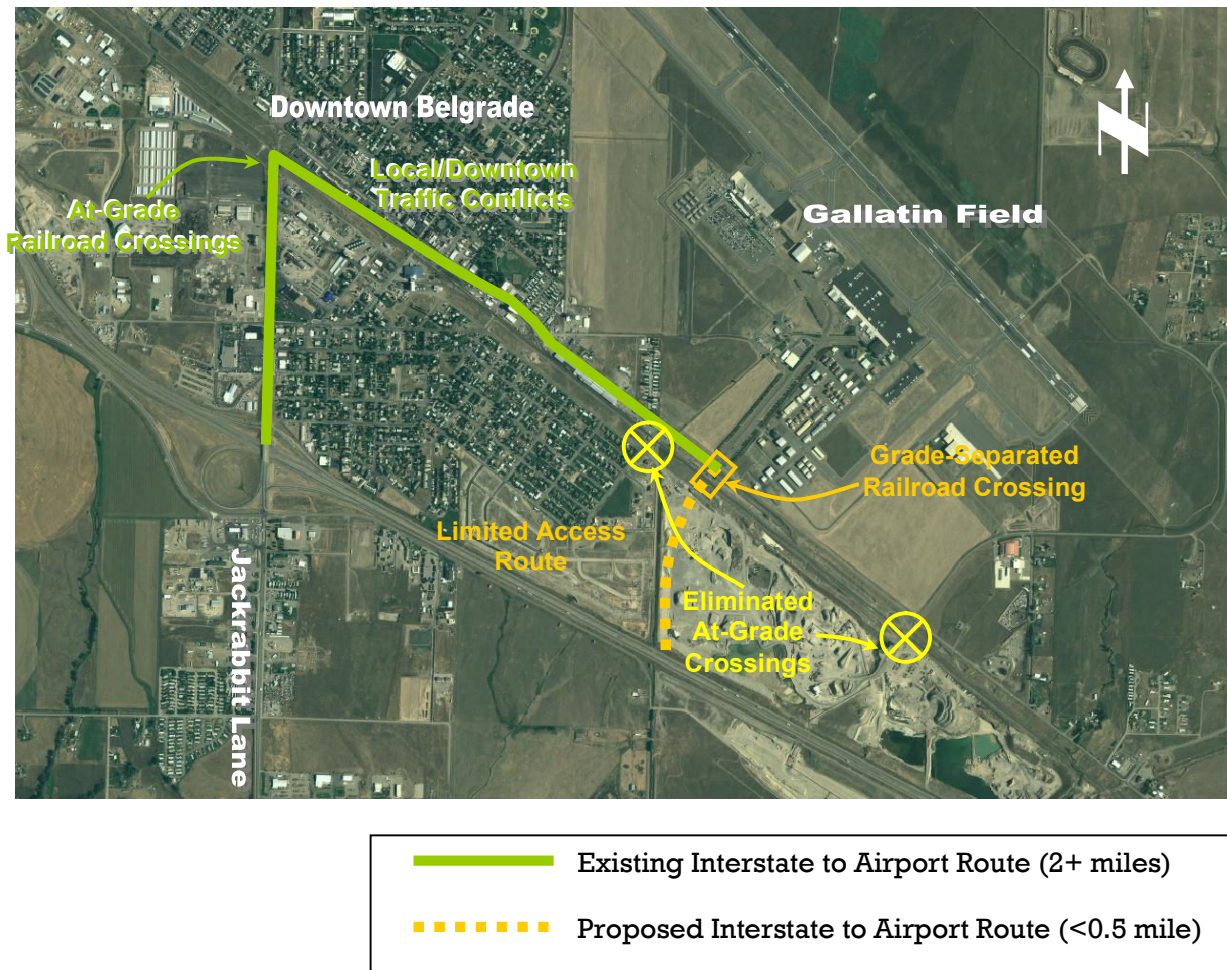 Downtown Belgrade
Local/Downtown
Traffic Conflicts
At-Grade
Railroad Crossings
Gallatin Field
N
Grade-Separated
Railroad Crossing
Limited Access
Route
Eliminated
At-Grade
Crossings
Jackrabbit Lane
Existing Interstate to Airport Route (2+ miles)
Proposed Interstate to Airport Route (<0.5 mile)